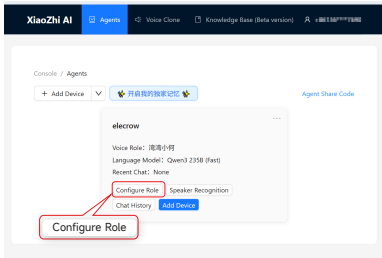 XiaoZhi AI Agents Voice Clone Knowledge Base (Beta version)
Console / Agents
+ Add Device 开启我的独家记忆 Agent Share Code
elecrow
Voice Role: 湾湾小何
Language Model: Qwen3 235B (Fast)
Recent Chat: None
Configure Role Speaker Recognition
Chat History Add Device
Configure Role